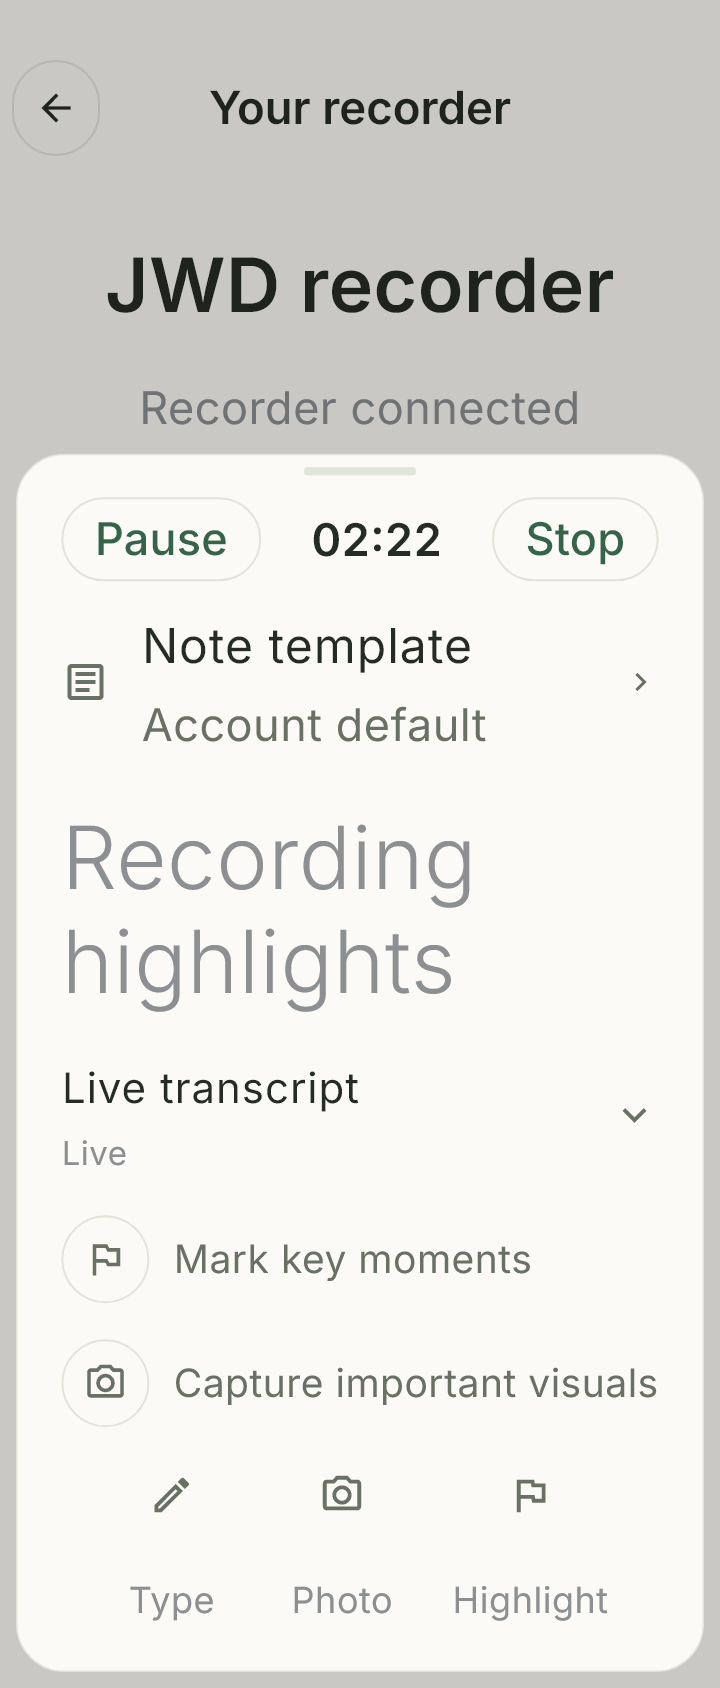 Your recorder
JWD recorder
Recorder connected
Pause
02:22
Stop
Note template
Account default
Recording
highlights
Live transcript
Live
Mark key moments
Capture important visuals
Type
Photo
Highlight